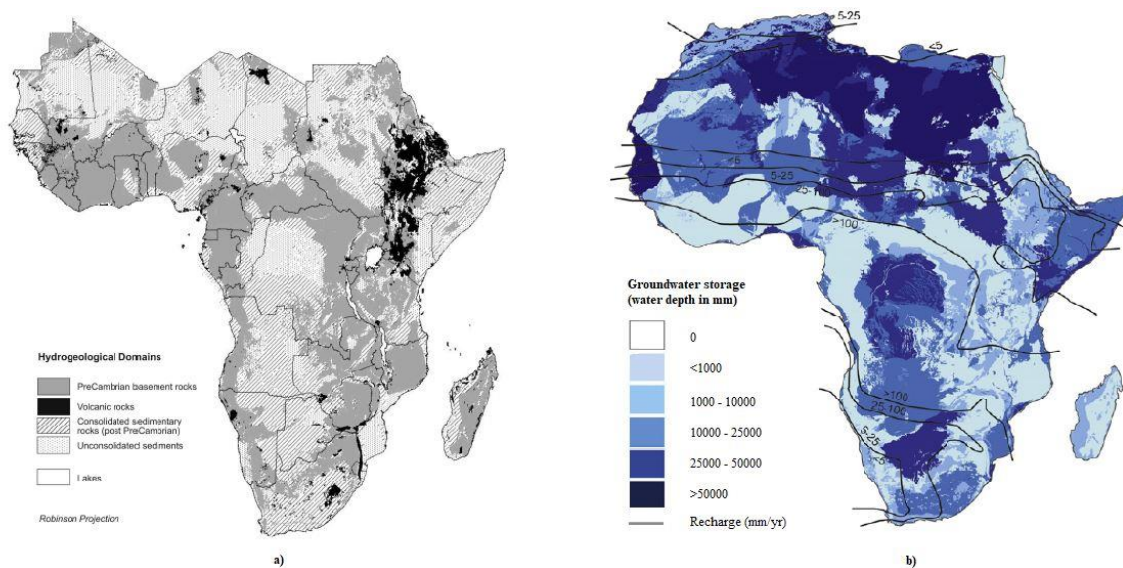 Hydrogeological Domains
PreCambrian basement rocks
Volcanic rocks
Consolidated sedimentary
rocks (post PreCambrian)
Unconsolidated sediments
Lakes
Robinson Projection
a)
5-25
<5
<5
5-25
25-100
>100
>100
25-100
5-25
<5
Groundwater storage
(water depth in mm)
0
<1000
1000 - 10000
10000 - 25000
25000 - 50000
>50000
Recharge (mm/yr)
b)